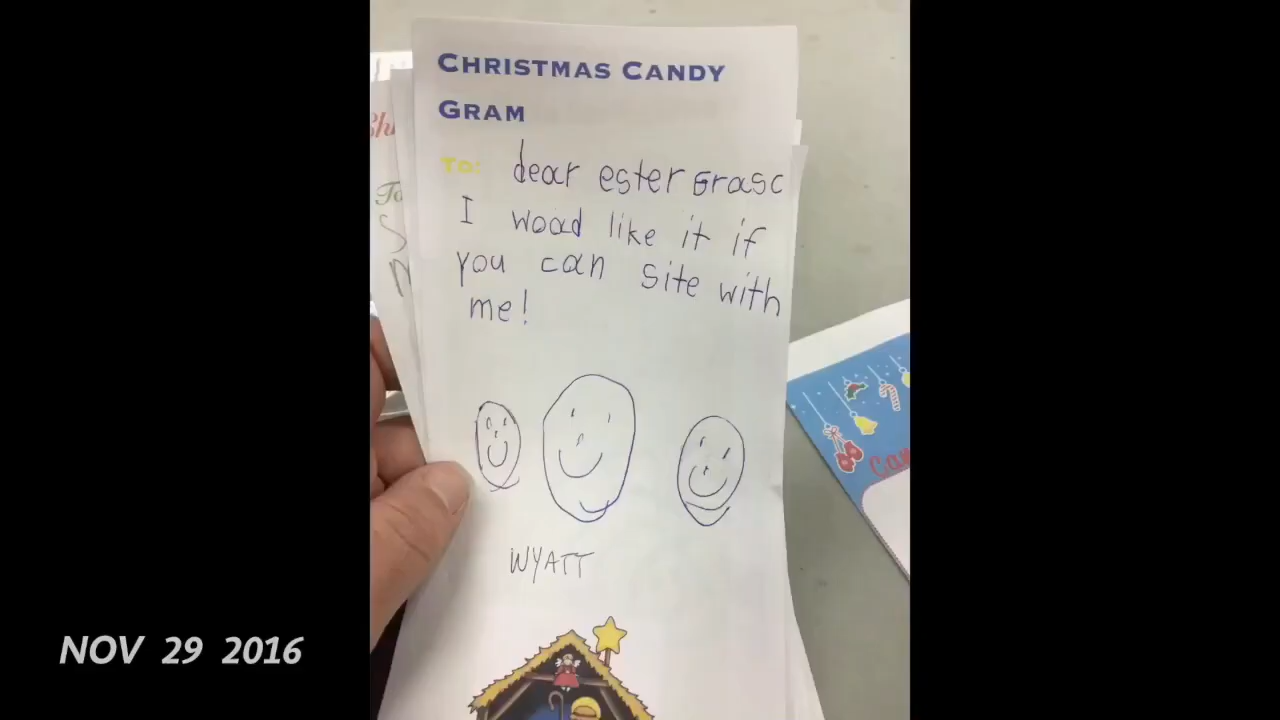 CHRISTMAS CANDY
GRAM
TO: dear ester Grasc
I woad like it if
you can site with
me!
WYATT
NOV 29 2016